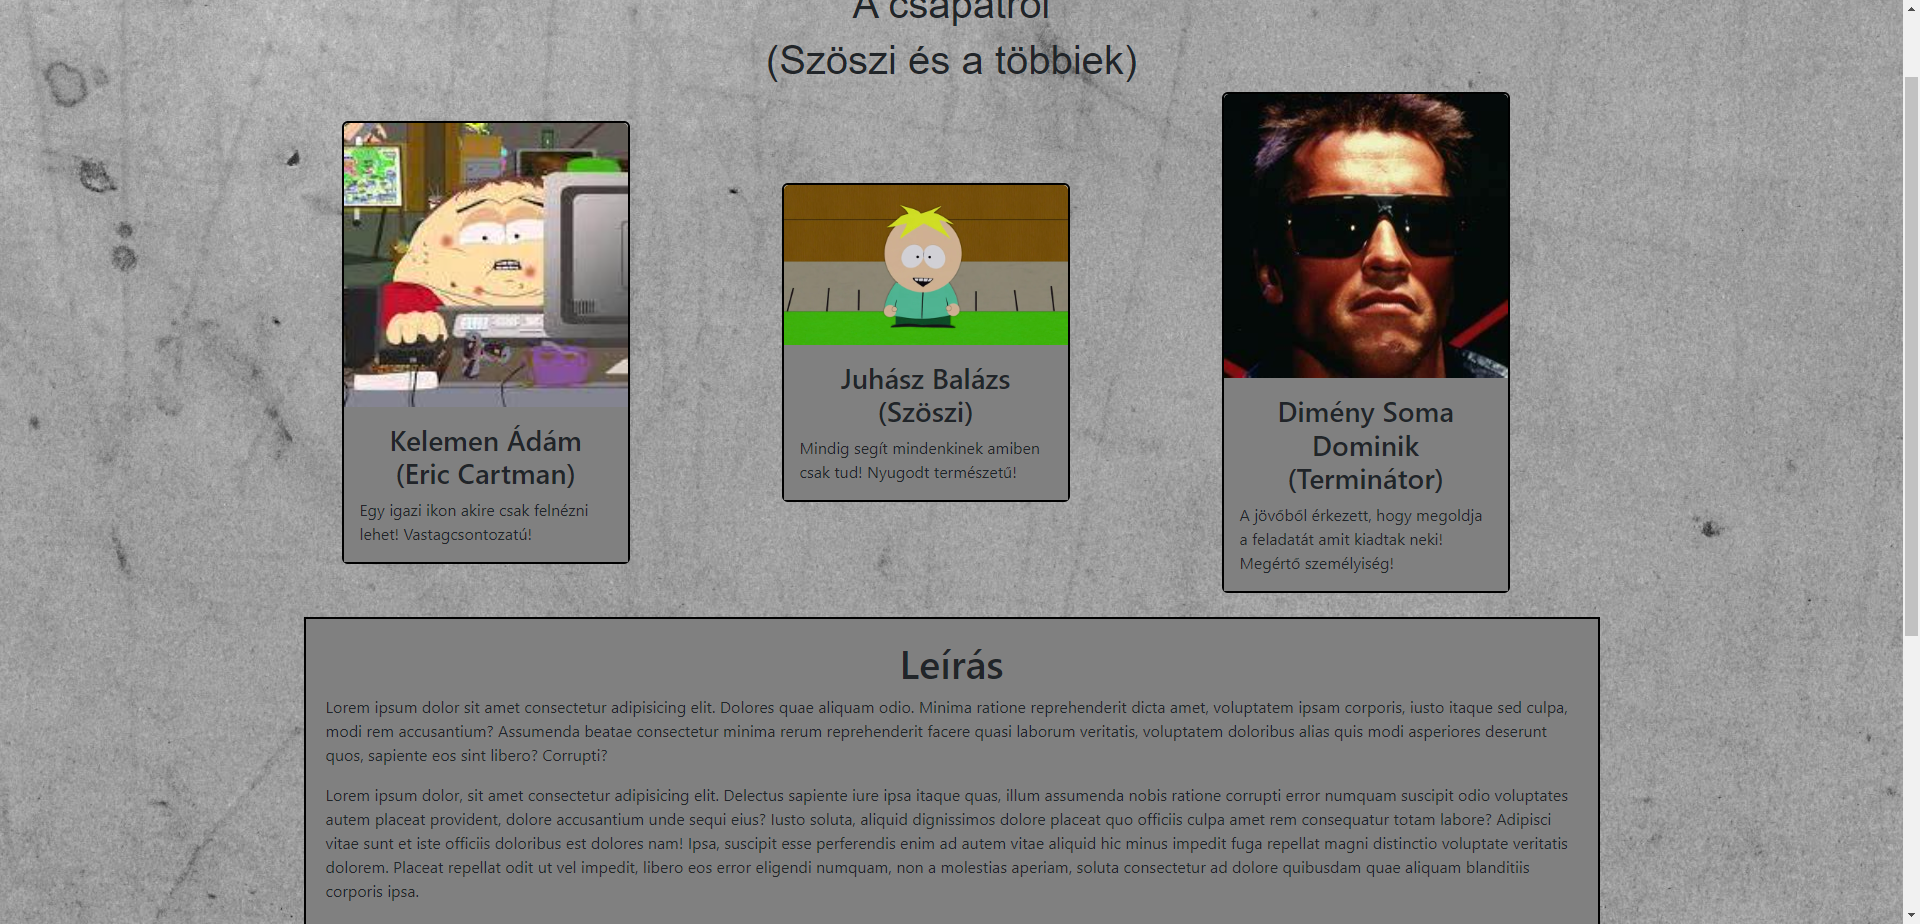 A csapatról
(Szöszi és a többiek)
Kelemen Ádám
(Eric Cartman)
Egy igazi ikon akire csak felnézni
lehet! Vastagcsontozatú!
Juhász Balázs
(Szöszi)
Mindig segít mindenkinek amiben
csak tud! Nyugodt természetű!
Dimény Soma
Dominik
(Terminátor)
A jövőből érkezett, hogy megoldja
a feladatát amit kiadtak neki!
Megértő személyiség!
Leírás
Lorem ipsum dolor sit amet consectetur adipisicing elit. Dolores quae aliquam odio. Minima ratione reprehenderit dicta amet, voluptatem ipsam corporis, iusto itaque sed culpa,
modi rem accusantium? Assumenda beatae consectetur minima rerum reprehenderit facere quasi laborum veritatis, voluptatem doloribus alias quis modi asperiores deserunt
quos, sapiente eos sint libero? Corrupti?
Lorem ipsum dolor, sit amet consectetur adipisicing elit. Delectus sapiente iure ipsa itaque quas, illum assumenda nobis ratione corrupti error numquam suscipit odio voluptates
autem placeat provident, dolore accusantium unde sequi eius? Iusto soluta, aliquid dignissimos dolore placeat quo officiis culpa amet rem consequatur totam labore? Adipisci
vitae sunt et iste officiis doloribus est dolores nam! Ipsa, suscipit esse perferendis enim ad autem vitae aliquid hic minus impedit fuga repellat magni distinctio voluptate veritatis
dolorem. Placeat repellat odit ut vel impedit, libero eos error eligendi numquam, non a molestias aperiam, soluta consectetur ad dolore quibusdam quae aliquam blanditiis
corporis ipsa.